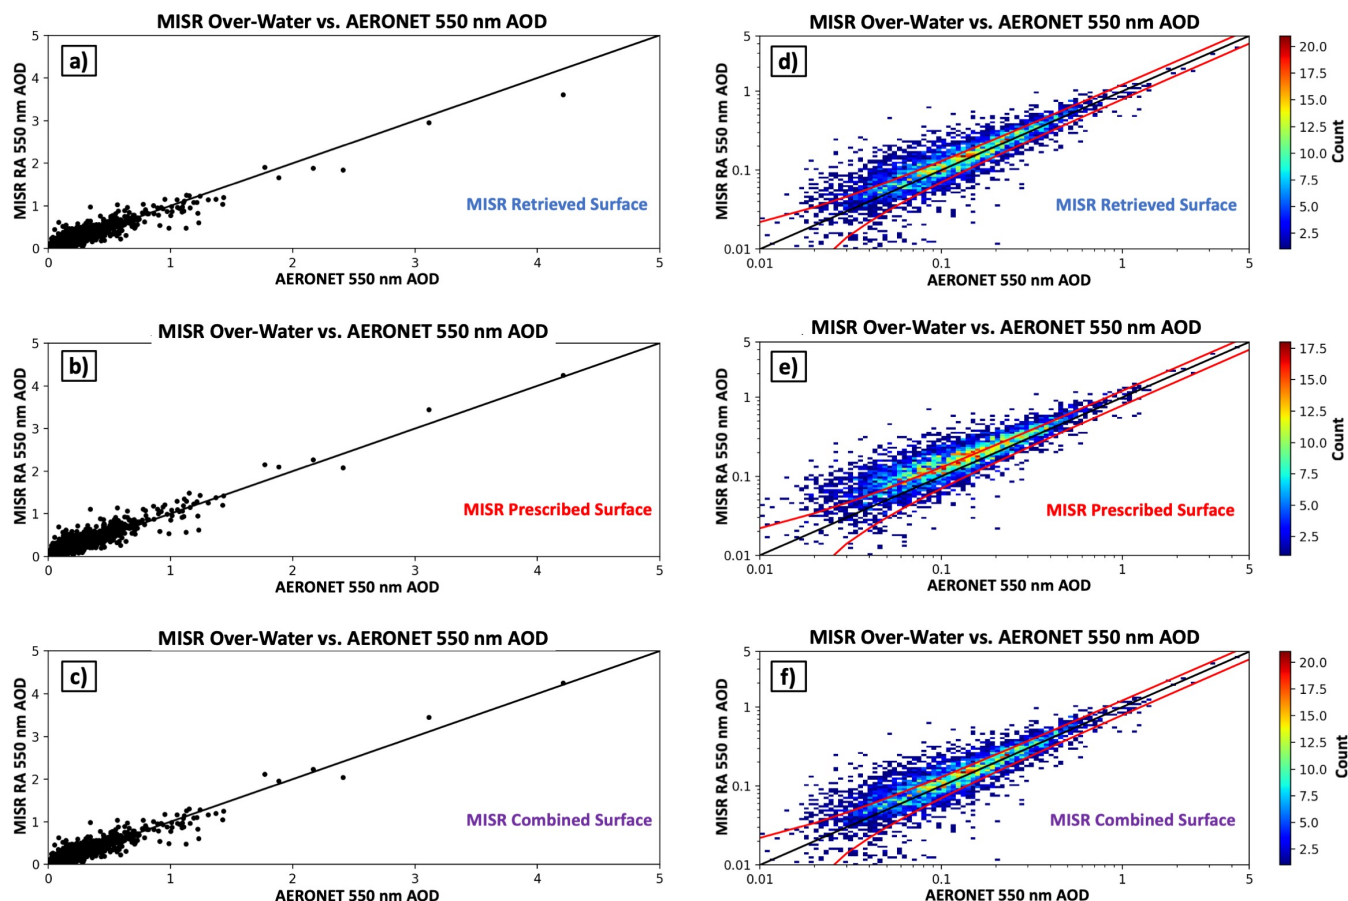 MISR Over-Water vs. AERONET 550 nm AOD
a)
MISR RA 550 nm AOD
5
4
3
2
1
0
0 1 2 3 4 5
MISR Retrieved Surface
AERONET 550 nm AOD
MISR Over-Water vs. AERONET 550 nm AOD
d)
MISR RA 550 nm AOD
5
1
0.1
0.01
0.01 0.1 1 5
MISR Retrieved Surface
AERONET 550 nm AOD
20.0
17.5
15.0
12.5
10.0
7.5
5.0
2.5
Count
MISR Over-Water vs. AERONET 550 nm AOD
b)
MISR RA 550 nm AOD
5
4
3
2
1
0
0 1 2 3 4 5
MISR Prescribed Surface
AERONET 550 nm AOD
MISR Over-Water vs. AERONET 550 nm AOD
e)
MISR RA 550 nm AOD
5
1
0.1
0.01
0.01 0.1 1 5
MISR Prescribed Surface
AERONET 550 nm AOD
17.5
15.0
12.5
10.0
7.5
5.0
2.5
Count
MISR Over-Water vs. AERONET 550 nm AOD
c)
MISR RA 550 nm AOD
5
4
3
2
1
0
0 1 2 3 4 5
MISR Combined Surface
AERONET 550 nm AOD
MISR Over-Water vs. AERONET 550 nm AOD
f)
MISR RA 550 nm AOD
5
1
0.1
0.01
0.01 0.1 1 5
MISR Combined Surface
AERONET 550 nm AOD
20.0
17.5
15.0
12.5
10.0
7.5
5.0
2.5
Count